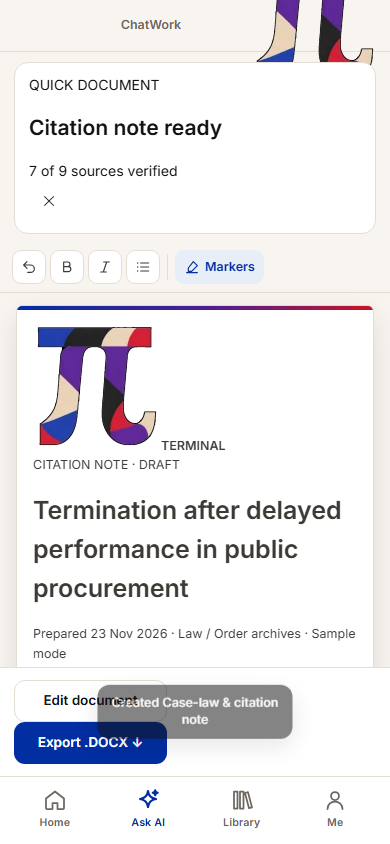 ChatWork
QUICK DOCUMENT
Citation note ready
7 of 9 sources verified
B
I
Markers
TERMINAL
CITATION NOTE · DRAFT
Termination after delayed
performance in public
procurement
Prepared 23 Nov 2026 · Law / Order archives · Sample
mode
Edit document
Created Case-law & citation
note
Export .DOCX ↓
Home
Ask AI
Library
Me